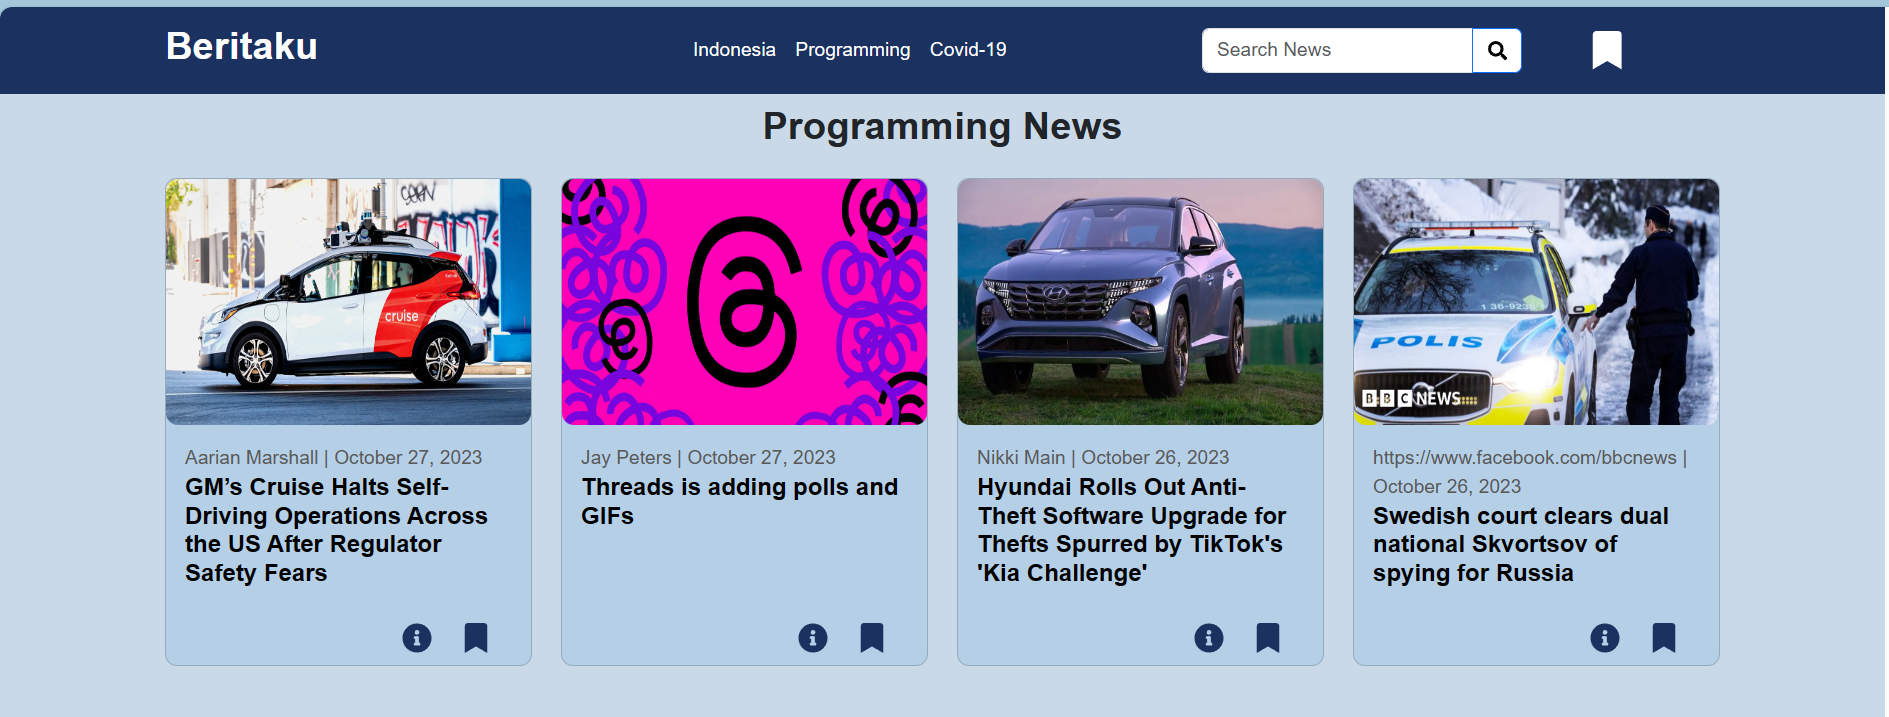 Beritaku
Indonesia Programming Covid-19
Search News
Programming News
cruise
Aarian Marshall | October 27, 2023
GM’s Cruise Halts Self-
Driving Operations Across
the US After Regulator
Safety Fears
Jay Peters | October 27, 2023
Threads is adding polls and
GIFs
Nikki Main | October 26, 2023
Hyundai Rolls Out Anti-
Theft Software Upgrade for
Thefts Spurred by TikTok's
'Kia Challenge'
POLIS
BBC NEWS
https://www.facebook.com/bbcnews |
October 26, 2023
Swedish court clears dual
national Skvortsov of
spying for Russia